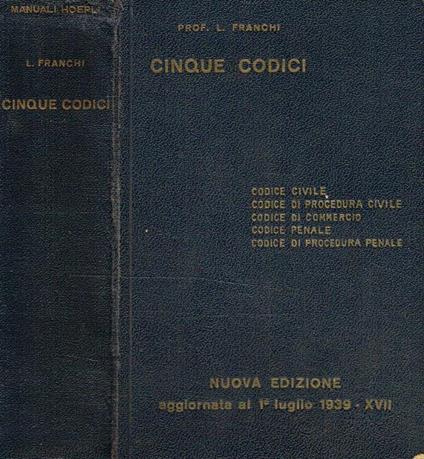 MANUALI HOEPLI
L. FRANCHI
CINQUE CODICI
PROF. L. FRANCHI
CINQUE CODICI
CODICE CIVILE
CODICE DI PROCEDURA CIVILE
CODICE DI COMMERCIO
CODICE PENALE
CODICE DI PROCEDURA PENALE
NUOVA EDIZIONE
aggiornata al 1° luglio 1939 - XVII